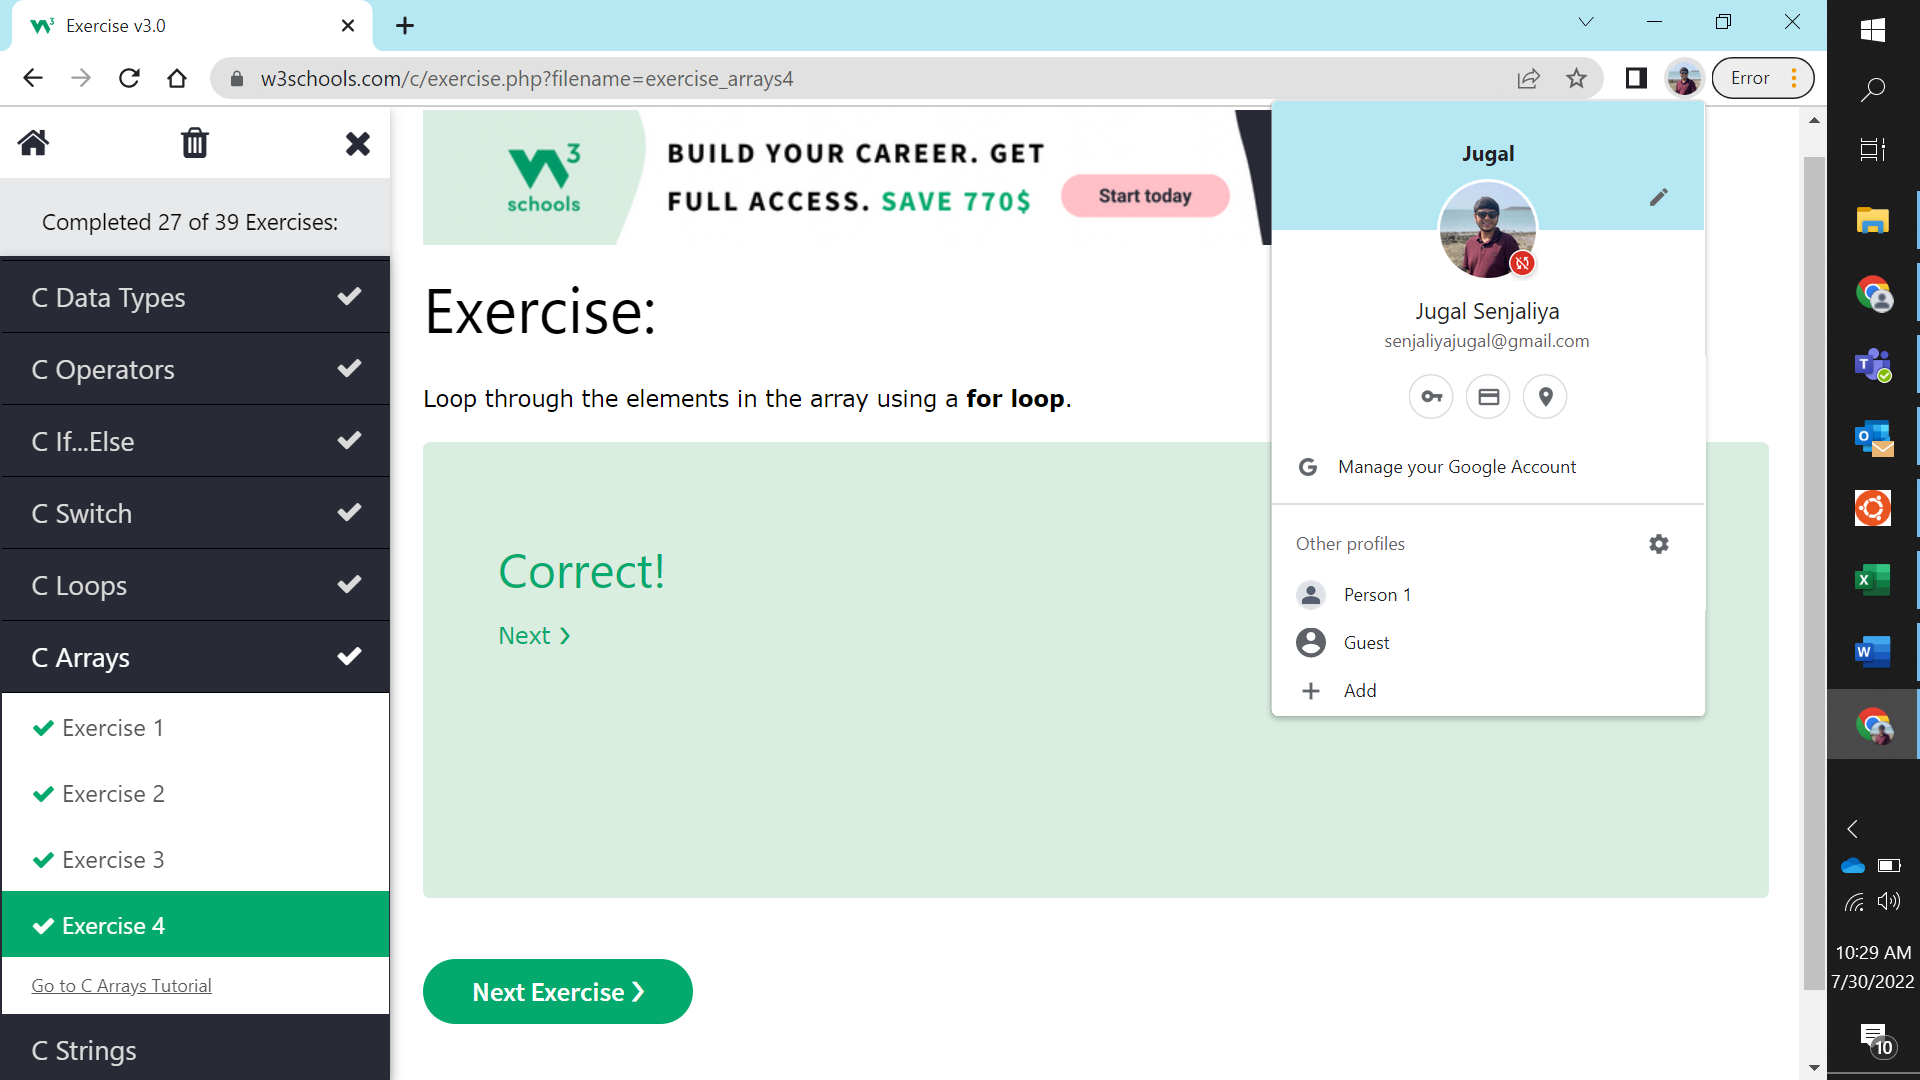 Exercise v3.0
w3schools.com/c/exercise.php?filename=exercise_arrays4
Error
Completed 27 of 39 Exercises:
C Data Types
C Operators
C If...Else
C Switch
C Loops
C Arrays
Exercise 1
Exercise 2
Exercise 3
Exercise 4
Go to C Arrays Tutorial
C Strings
W3
schools
BUILD YOUR CAREER. GET
FULL ACCESS. SAVE 770$
Start today
Exercise:
Loop through the elements in the array using a for loop.
Correct!
Next ❯
Next Exercise ❯
Jugal
Jugal Senjaliya
senjaliyajugal@gmail.com
G Manage your Google Account
Other profiles
Person 1
Guest
Add
10:29 AM
7/30/2022
10